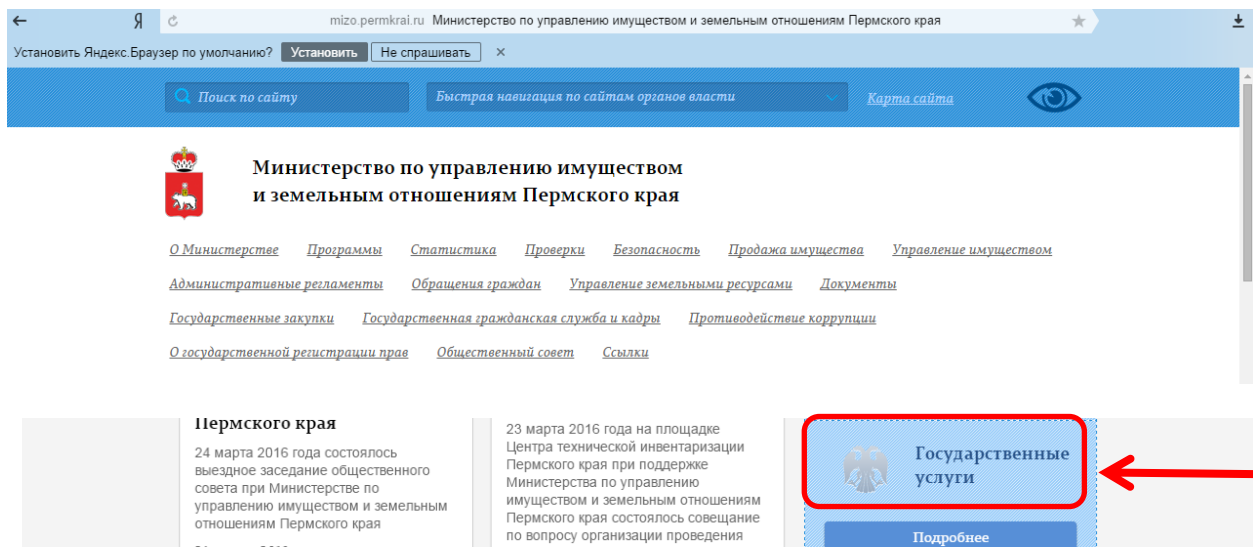 Я mizo.permkrai.ru Министерство по управлению имуществом и земельным отношениям Пермского края
Установить Яндекс.Браузер по умолчанию? Установить Не спрашивать ×
Поиск по сайту Быстрая навигация по сайтам органов власти Карта сайта
Министерство по управлению имуществом
и земельным отношениям Пермского края
О Министерстве Программы Статистика Проверки Безопасность Продажа имущества Управление имуществом
Административные регламенты Обращения граждан Управление земельными ресурсами Документы
Государственные закупки Государственная гражданская служба и кадры Противодействие коррупции
О государственной регистрации прав Общественный совет Ссылки
Пермского края
24 марта 2016 года состоялось
выездное заседание общественного
совета при Министерстве по
управлению имуществом и земельным
отношениям Пермского края
23 марта 2016 года на площадке
Центра технической инвентаризации
Пермского края при поддержке
Министерства по управлению
имуществом и земельным отношениям
Пермского края состоялось совещание
по вопросу организации проведения
Государственные
услуги
Подробнее